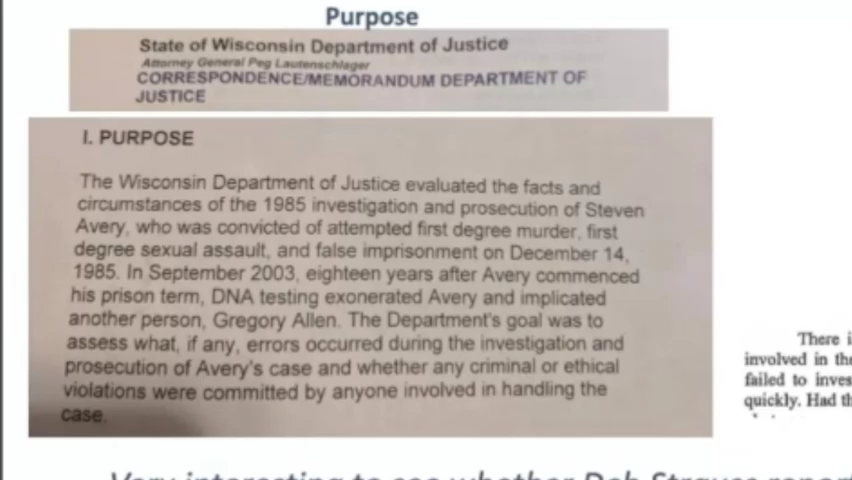 Purpose
State of Wisconsin Department of Justice
Attorney General Peg Lautenschlager
CORRESPONDENCE/MEMORANDUM DEPARTMENT OF
JUSTICE
I. PURPOSE
The Wisconsin Department of Justice evaluated the facts and
circumstances of the 1985 investigation and prosecution of Steven
Avery, who was convicted of attempted first degree murder, first
degree sexual assault, and false imprisonment on December 14,
1985. In September 2003, eighteen years after Avery commenced
his prison term, DNA testing exonerated Avery and implicated
another person, Gregory Allen. The Department's goal was to
assess what, if any, errors occurred during the investigation and
prosecution of Avery's case and whether any criminal or ethical
violations were committed by anyone involved in handling the
case.
There i
involved in the
failed to inves
quickly. Had th
Very interesting to see whether